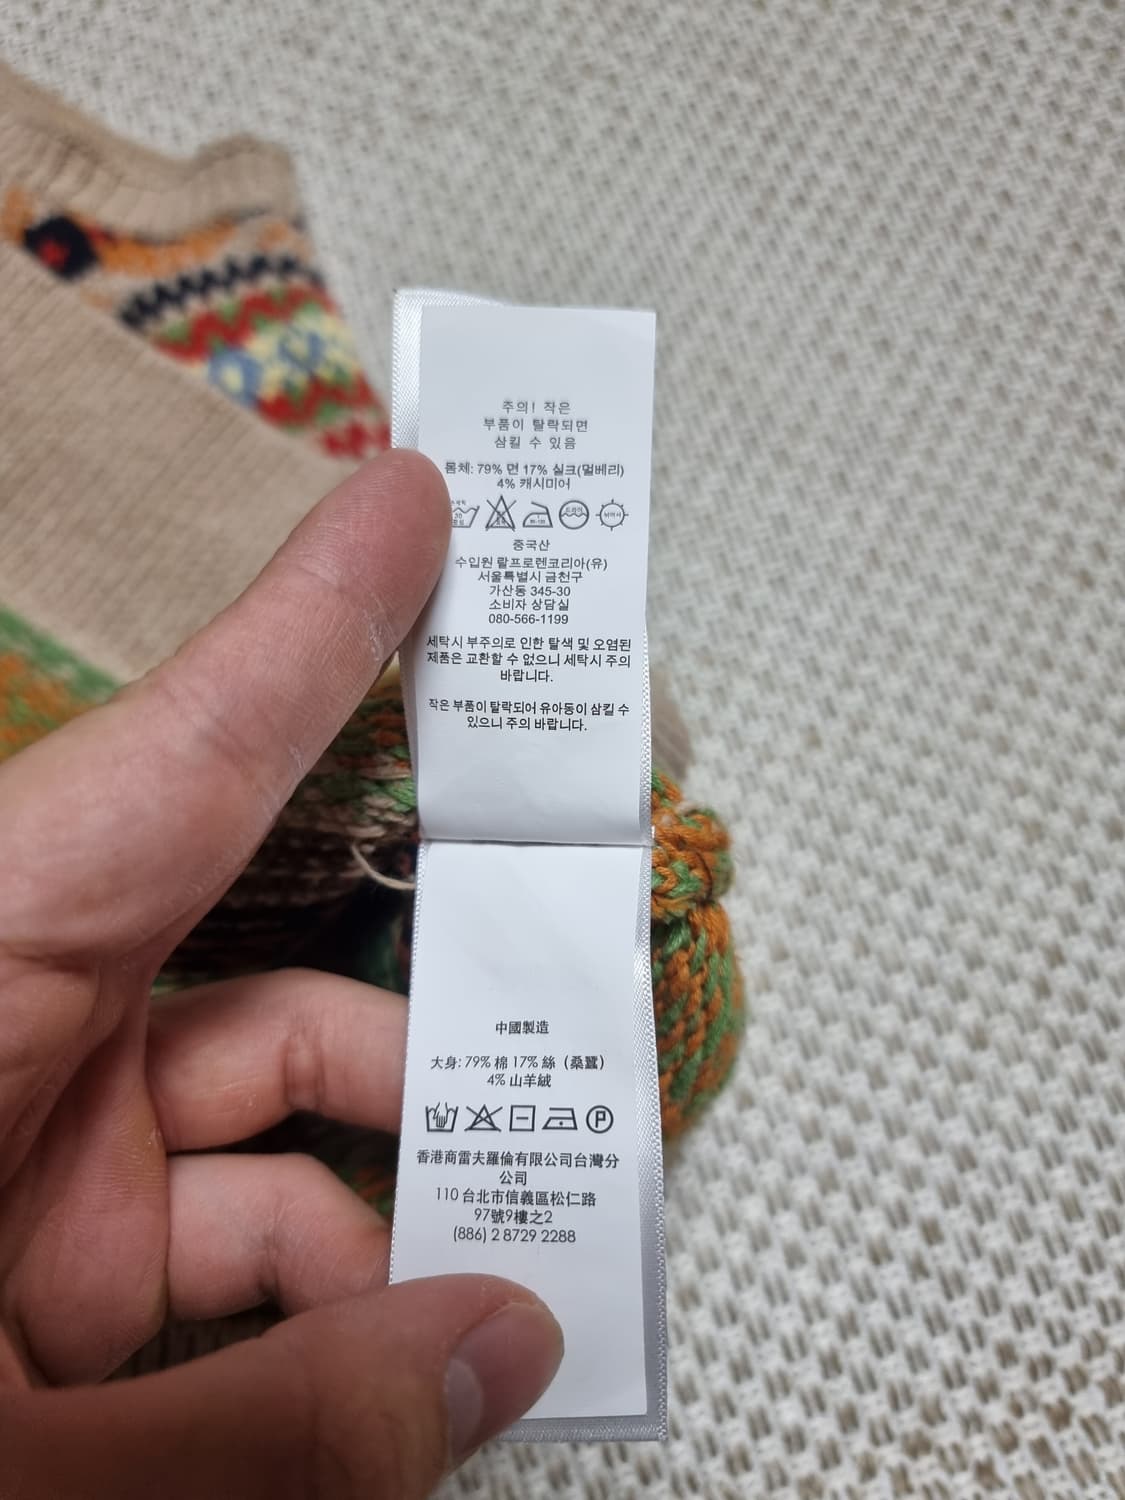 주의! 작은
부품이 탈락되면
삼킬 수 있음
몸체: 79% 면 17% 실크(멀베리)
4% 캐시미어
30
드라이
80-120
뉘어서
중국산
수입원 랄프로렌코리아(유)
서울특별시 금천구
가산동 345-30
소비자 상담실
080-566-1199
세탁시 부주의로 인한 탈색 및 오염된
제품은 교환할 수 없으니 세탁시 주의
바랍니다.
작은 부품이 탈락되어 유아동이 삼킬 수
있으니 주의 바랍니다.
中國製造
大身: 79% 棉 17% 絲（桑蠶）
4% 山羊絨
P
香港商雷夫羅倫有限公司台灣分
公司
110 台北市信義區松仁路
97號9樓之2
(886) 2 8729 2288